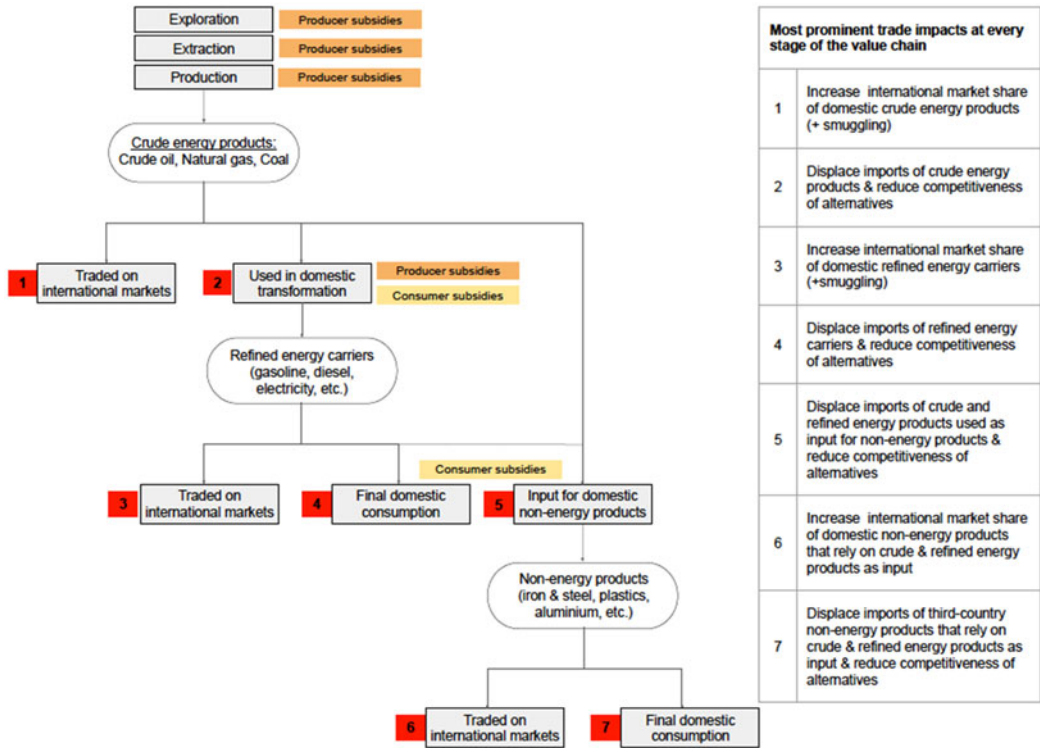 Exploration
Producer subsidies
Extraction
Producer subsidies
Production
Producer subsidies
Crude energy products:
Crude oil, Natural gas, Coal
1
Traded on
international markets
2
Used in domestic
transformation
Producer subsidies
Consumer subsidies
Refined energy carriers
(gasoline, diesel,
electricity, etc.)
Consumer subsidies
3
Traded on
international markets
4
Final domestic
consumption
5
Input for domestic
non-energy products
Non-energy products
(iron & steel, plastics,
aluminium, etc.)
6
Traded on
international markets
7
Final domestic
consumption
Most prominent trade impacts at every
stage of the value chain
1
Increase international market share
of domestic crude energy products
(+ smuggling)
2
Displace imports of crude energy
products & reduce competitiveness
of alternatives
3
Increase international market share
of domestic refined energy carriers
(+smuggling)
4
Displace imports of refined energy
carriers & reduce competitiveness
of alternatives
5
Displace imports of crude and
refined energy products used as
input for non-energy products &
reduce competitiveness of
alternatives
6
Increase international market share
of domestic non-energy products
that rely on crude & refined energy
products as input
7
Displace imports of third-country
non-energy products that rely on
crude & refined energy products as
input & reduce competitiveness of
alternatives